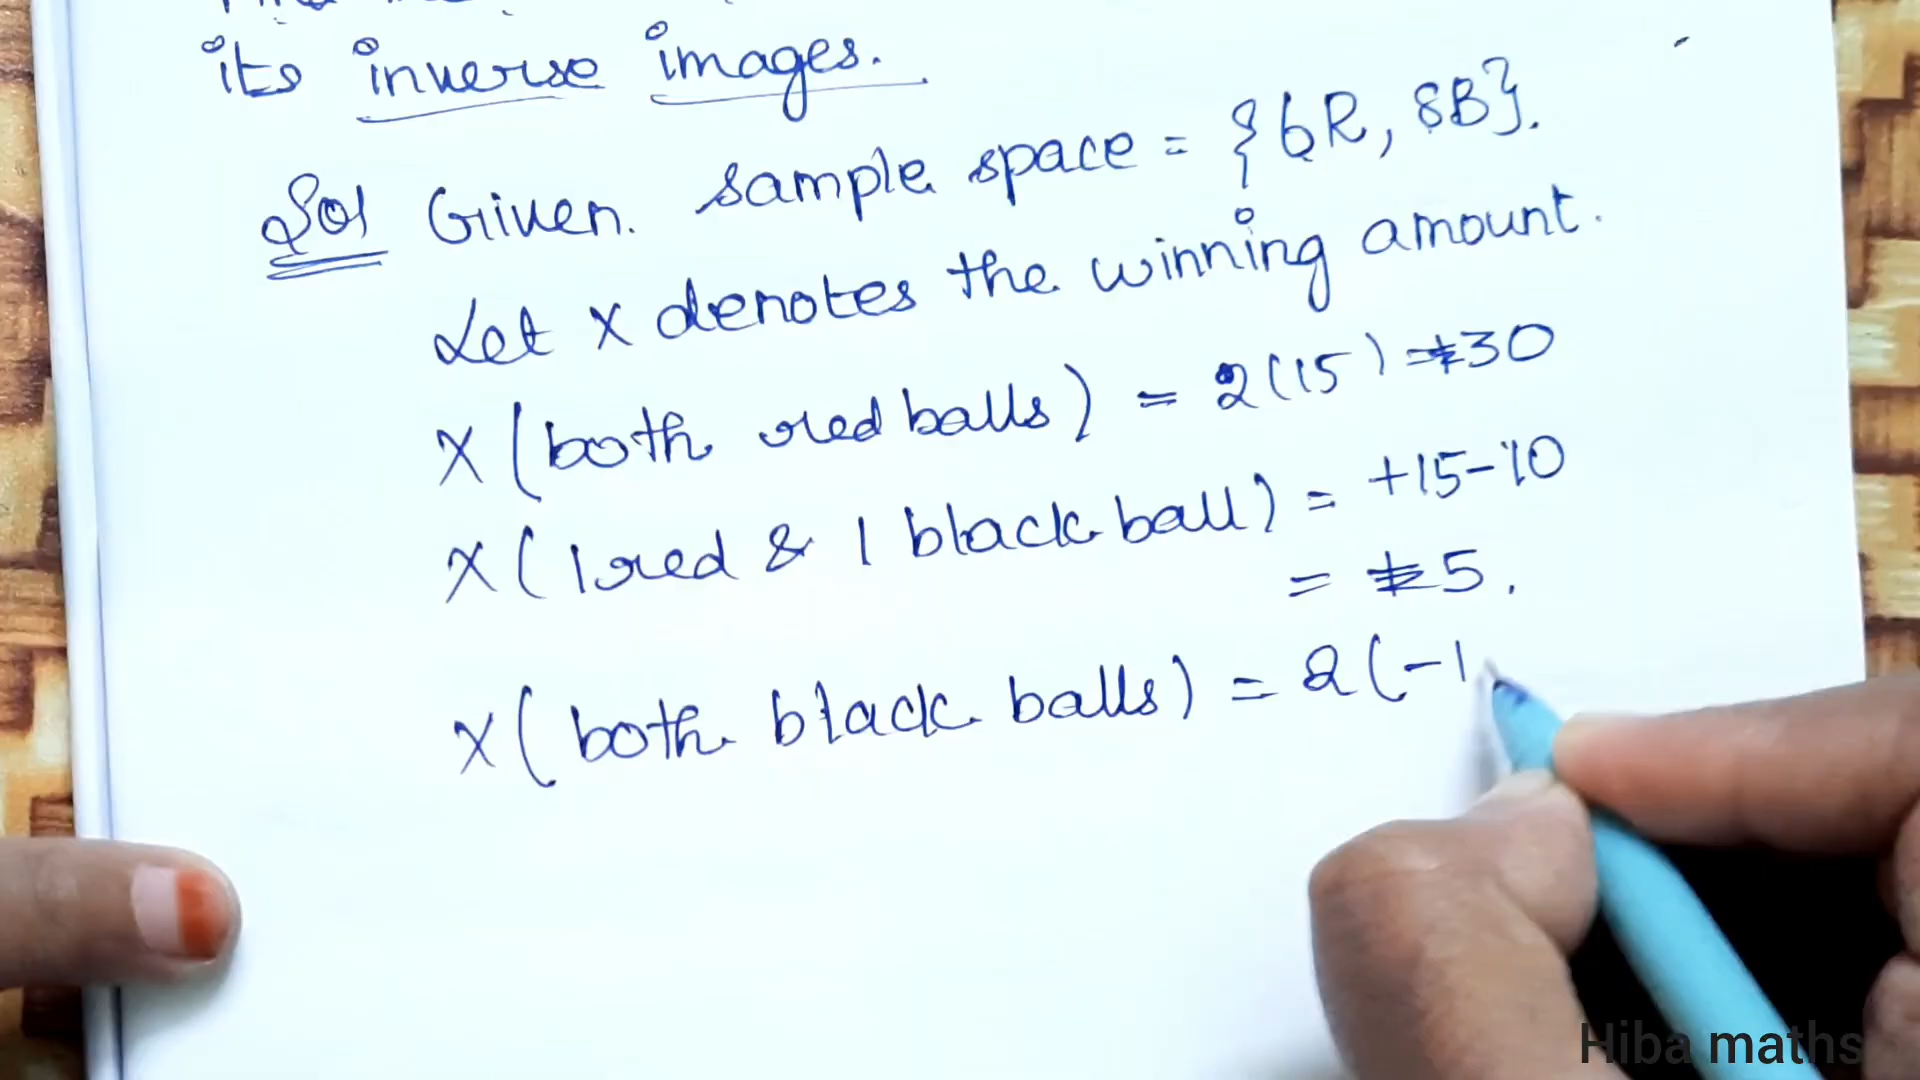 its inverse images.
Sol Given. Sample space = {6R, 8B}.
Let X denotes the winning amount.
X (both red balls) = 2(15) = 30
X (1 red & 1 black ball) = +15-10
= 5.
X (both black balls) = 2(-1
Hiba maths